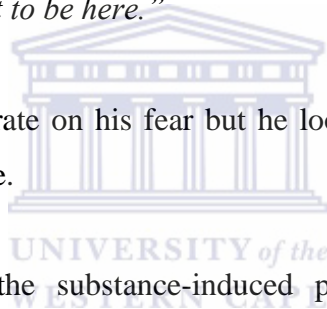 t to be here.”
rate on his fear but he loo
e.
UNIVERSITY of the
the substance-induced p
WESTERN CAPE